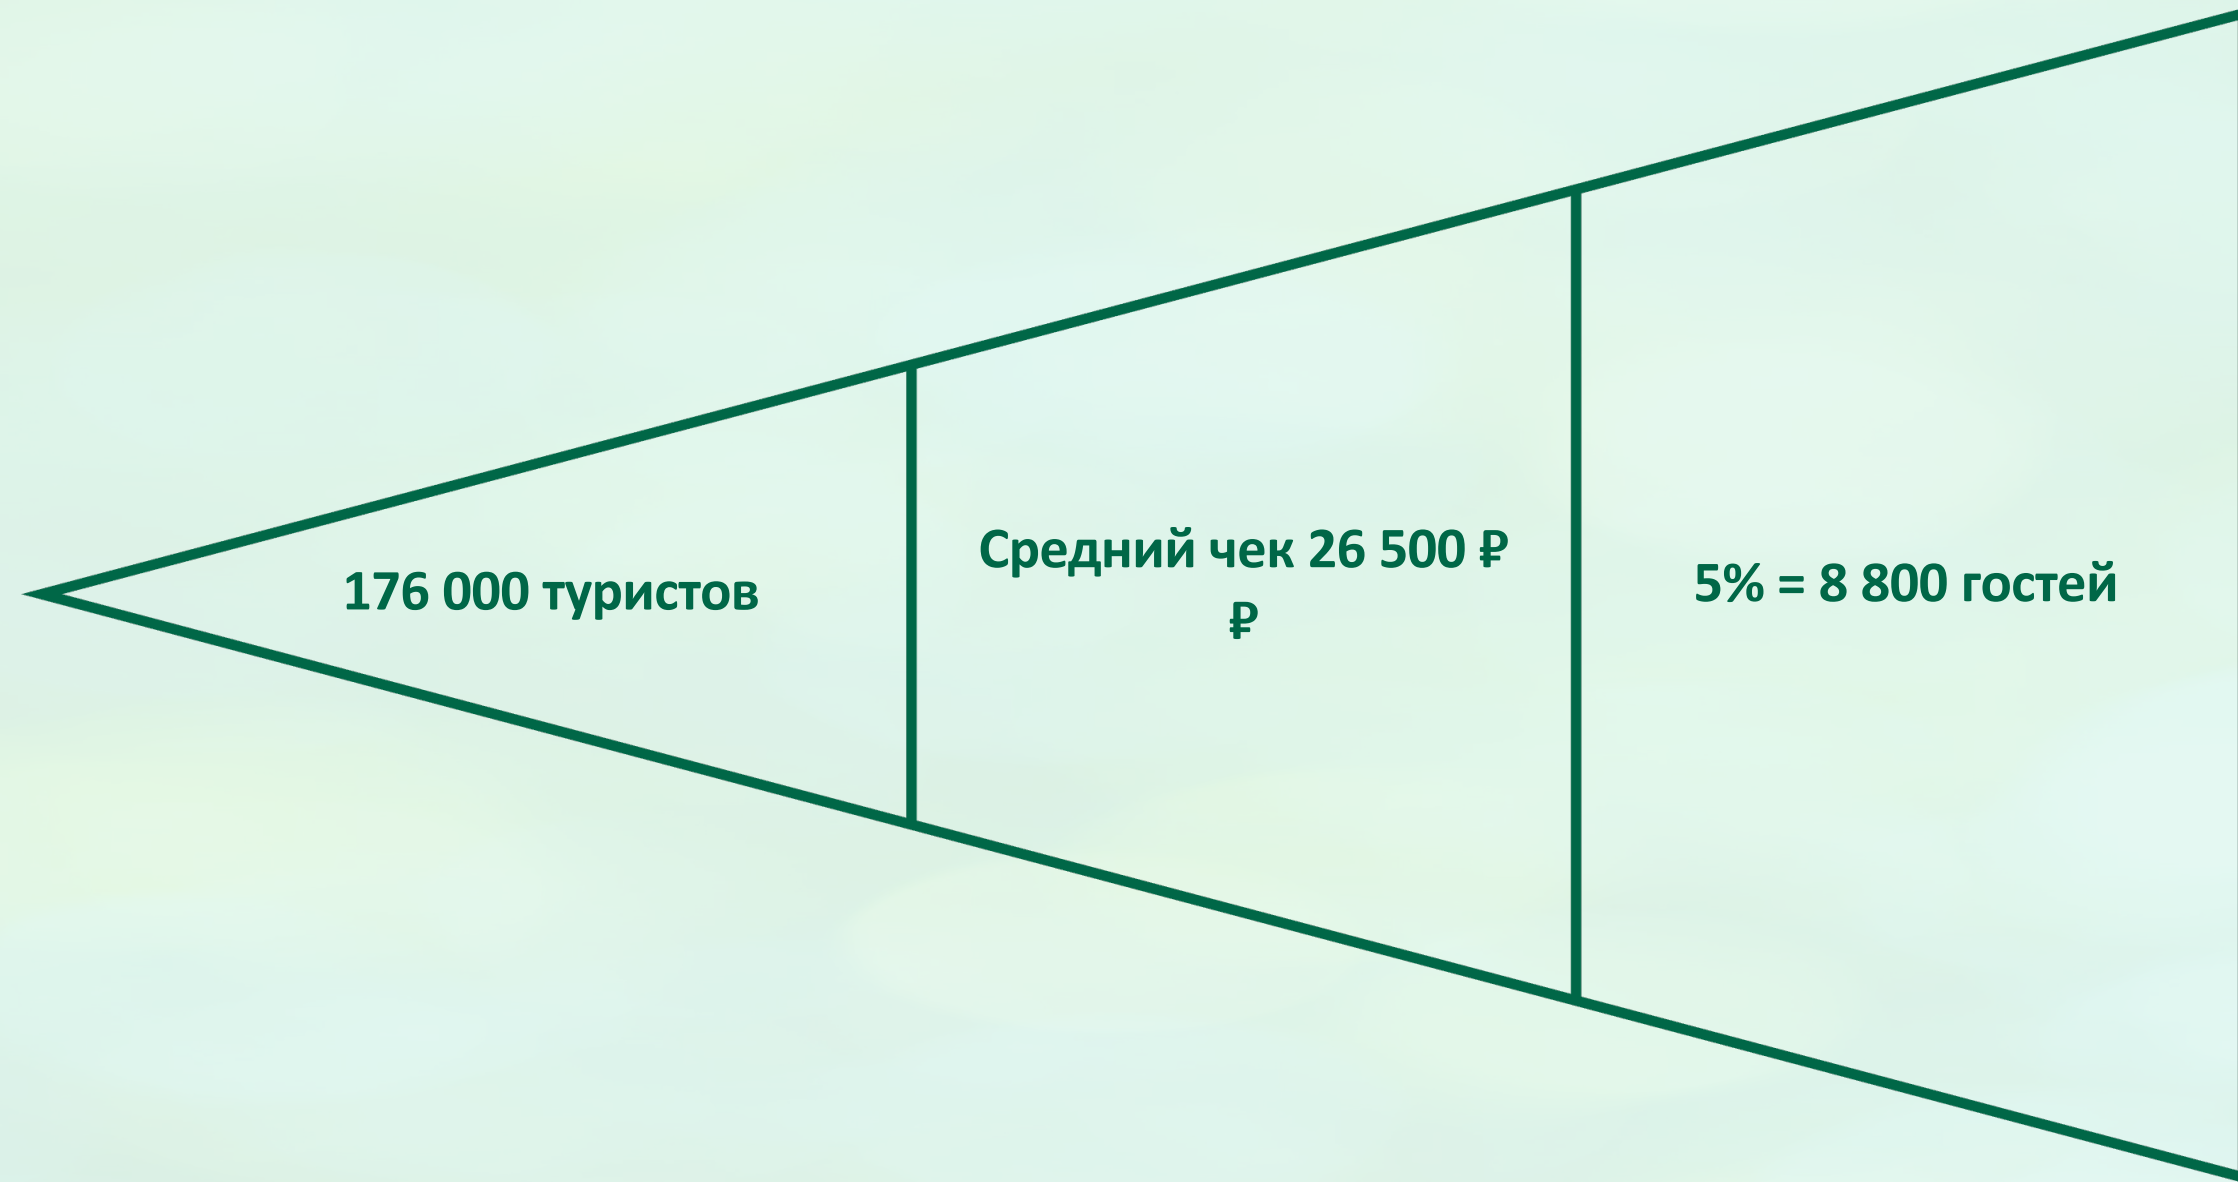 176 000 туристов
Средний чек 26 500 ₽
₽
5% = 8 800 гостей